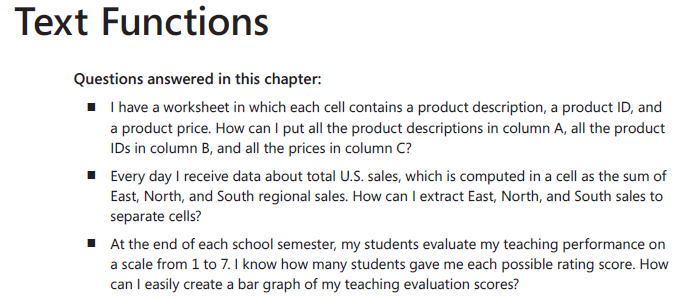 Text Functions
Questions answered in this chapter:
■ I have a worksheet in which each cell contains a product description, a product ID, and
a product price. How can I put all the product descriptions in column A, all the product
IDs in column B, and all the prices in column C?
■ Every day I receive data about total U.S. sales, which is computed in a cell as the sum of
East, North, and South regional sales. How can I extract East, North, and South sales to
separate cells?
■ At the end of each school semester, my students evaluate my teaching performance on
a scale from 1 to 7. I know how many students gave me each possible rating score. How
can I easily create a bar graph of my teaching evaluation scores?